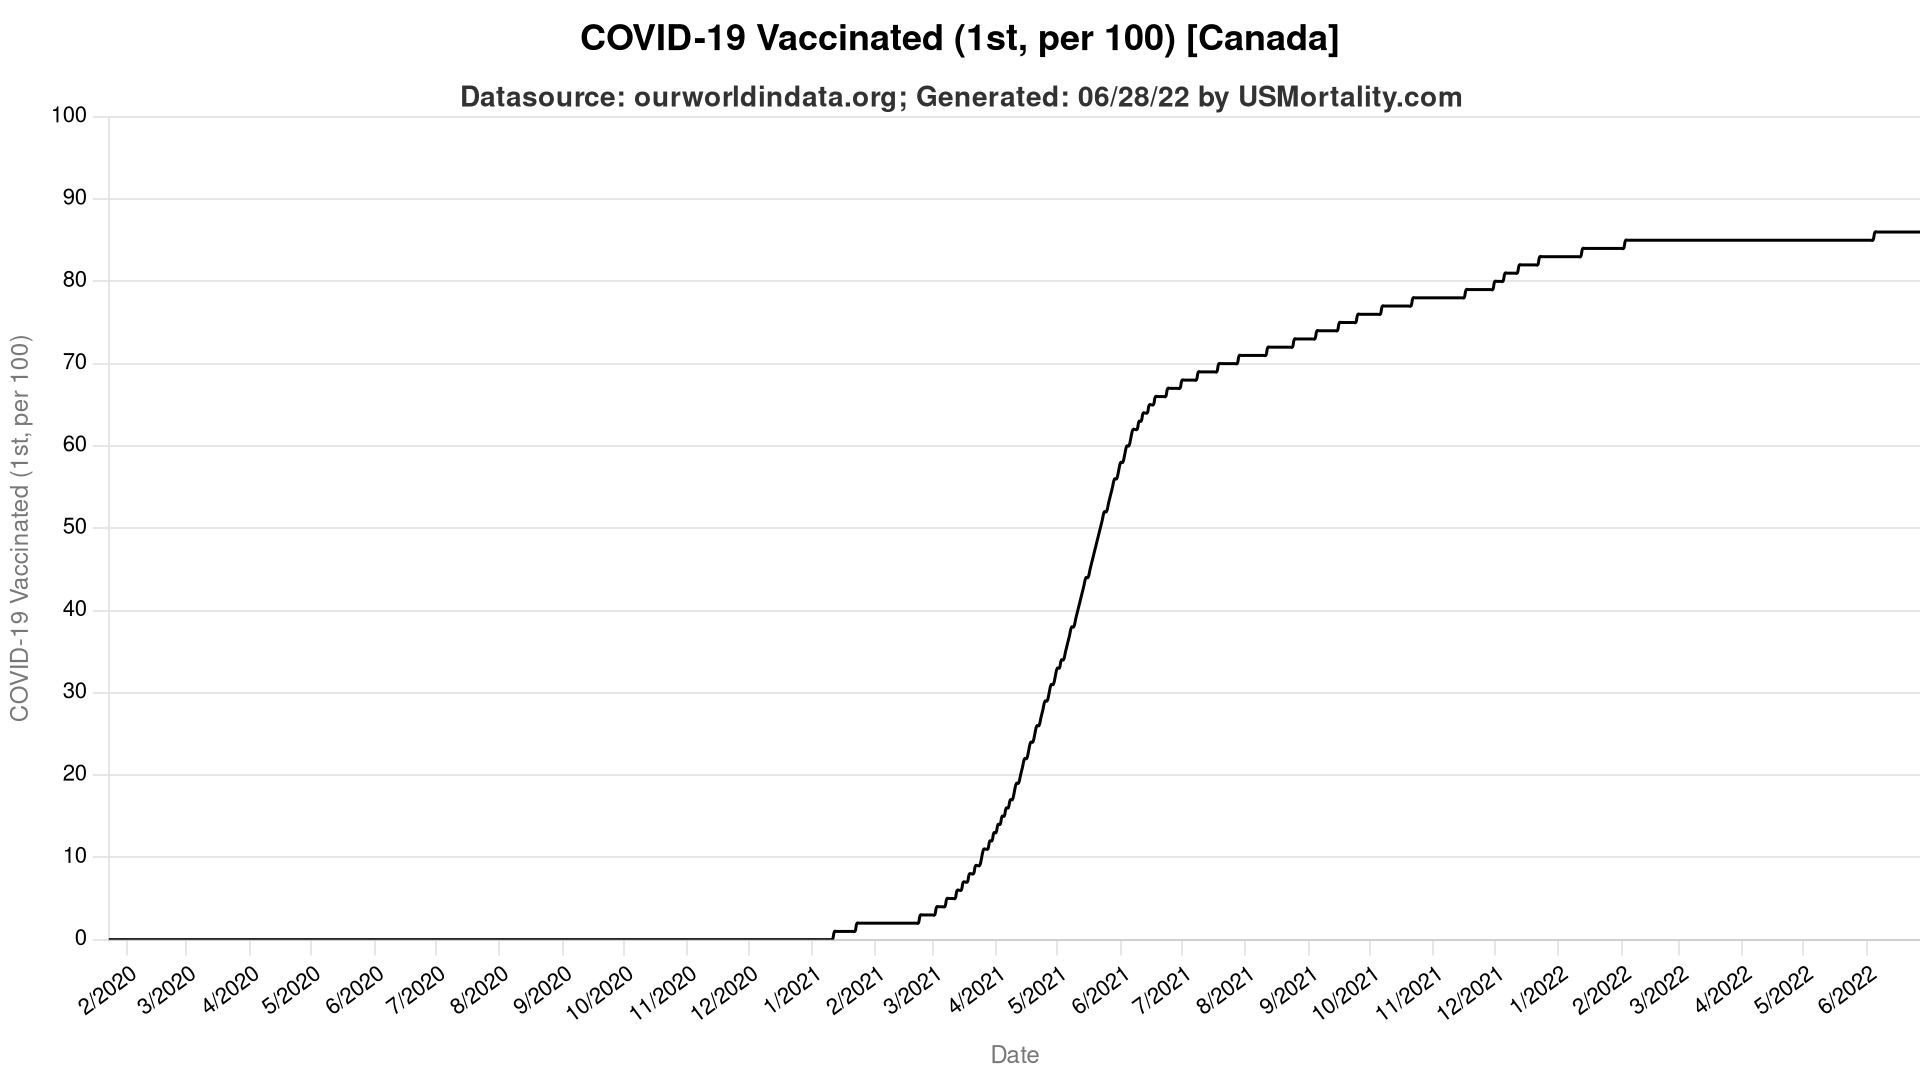 COVID-19 Vaccinated (1st, per 100) [Canada]
Datasource: ourworldindata.org; Generated: 06/28/22 by USMortality.com
COVID-19 Vaccinated (1st, per 100)
100
90
80
70
60
50
40
30
20
10
0
2/2020 3/2020 4/2020 5/2020 6/2020 7/2020 8/2020 9/2020 10/2020 11/2020 12/2020 1/2021 2/2021 3/2021 4/2021 5/2021 6/2021 7/2021 8/2021 9/2021 10/2021 11/2021 12/2021 1/2022 2/2022 3/2022 4/2022 5/2022 6/2022
Date